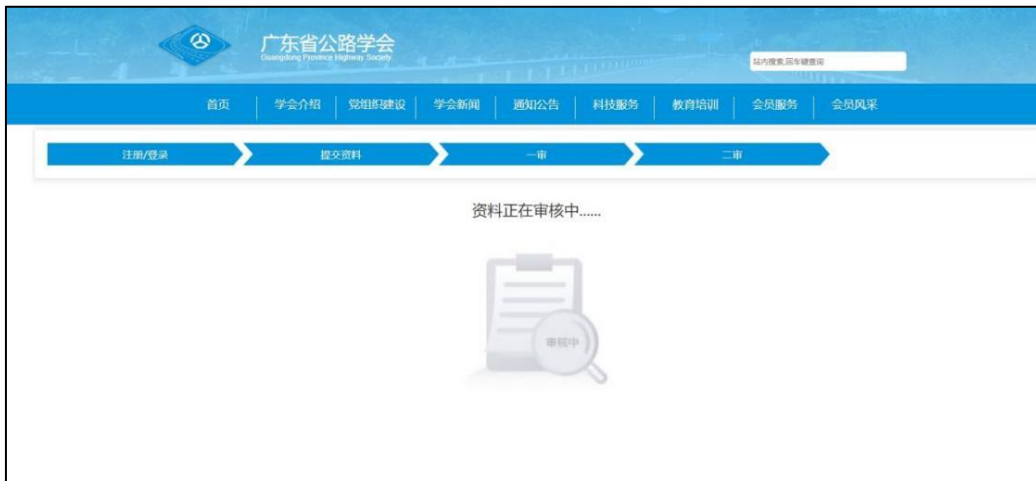 广东省公路学会
Guangdong Province Highway Society
站内搜索,回车键查询
首页 学会介绍 党组织建设 学会新闻 通知公告 科技服务 教育培训 会员服务 会员风采
注册/登录 提交资料 一审 二审
资料正在审核中......
审核中